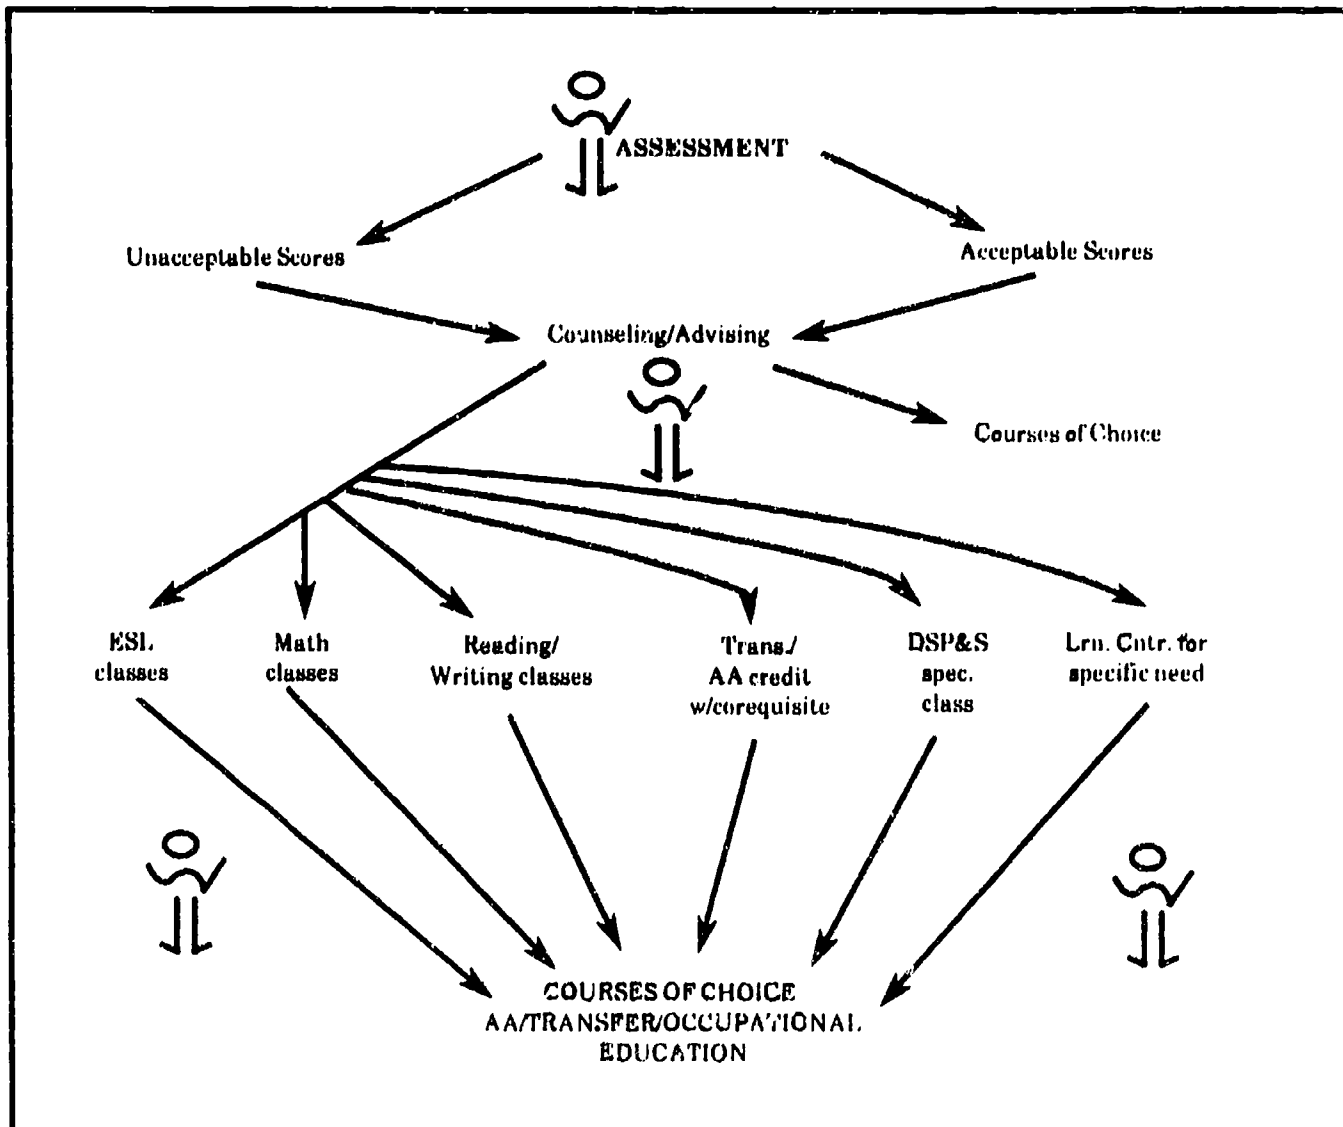 ASSESSMENT
Unacceptable Scores
Acceptable Scores
Counseling/Advising
Courses of Choice
ESL
classes
Math
classes
Reading/
Writing classes
Trans./
AA credit
w/corequisite
DSP&S
spec.
class
Lrn. Cntr. for
specific need
COURSES OF CHOICE
AA/TRANSFER/OCCUPATIONAL
EDUCATION